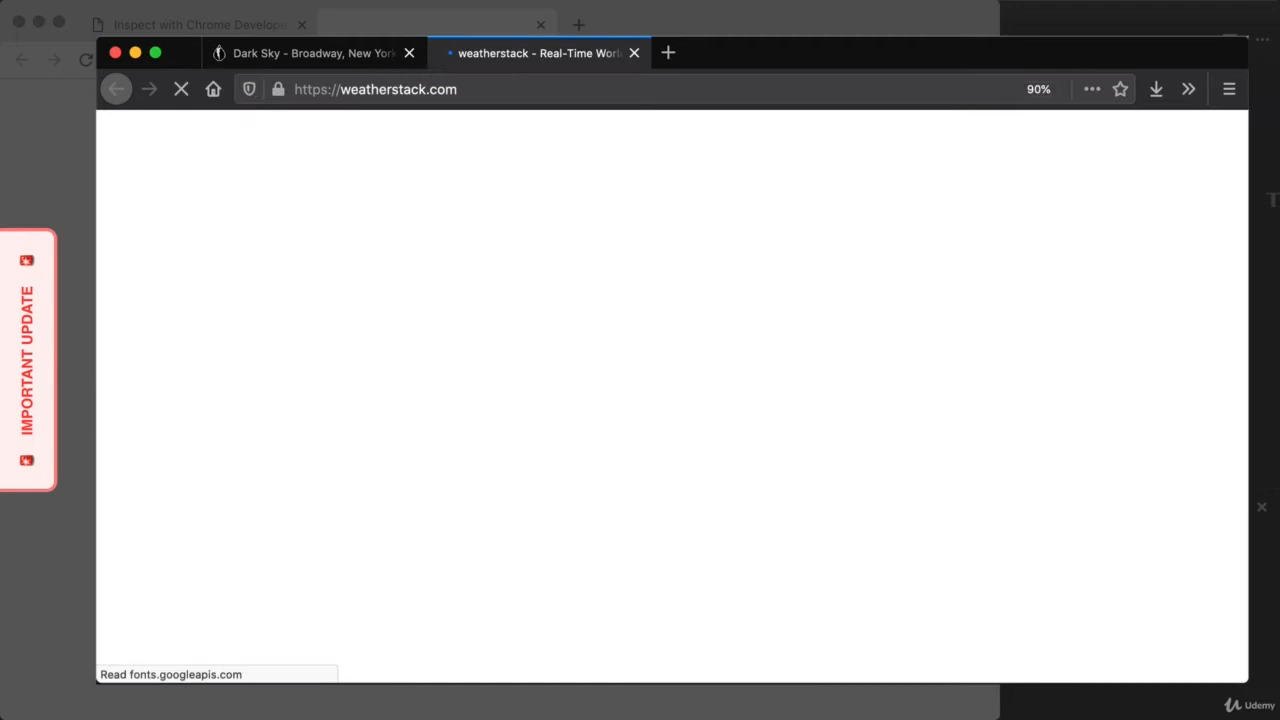 Inspect with Chrome Develope
Dark Sky - Broadway, New York
weatherstack - Real-Time Worl
https://weatherstack.com
90%
IMPORTANT UPDATE
Read fonts.googleapis.com
Udemy